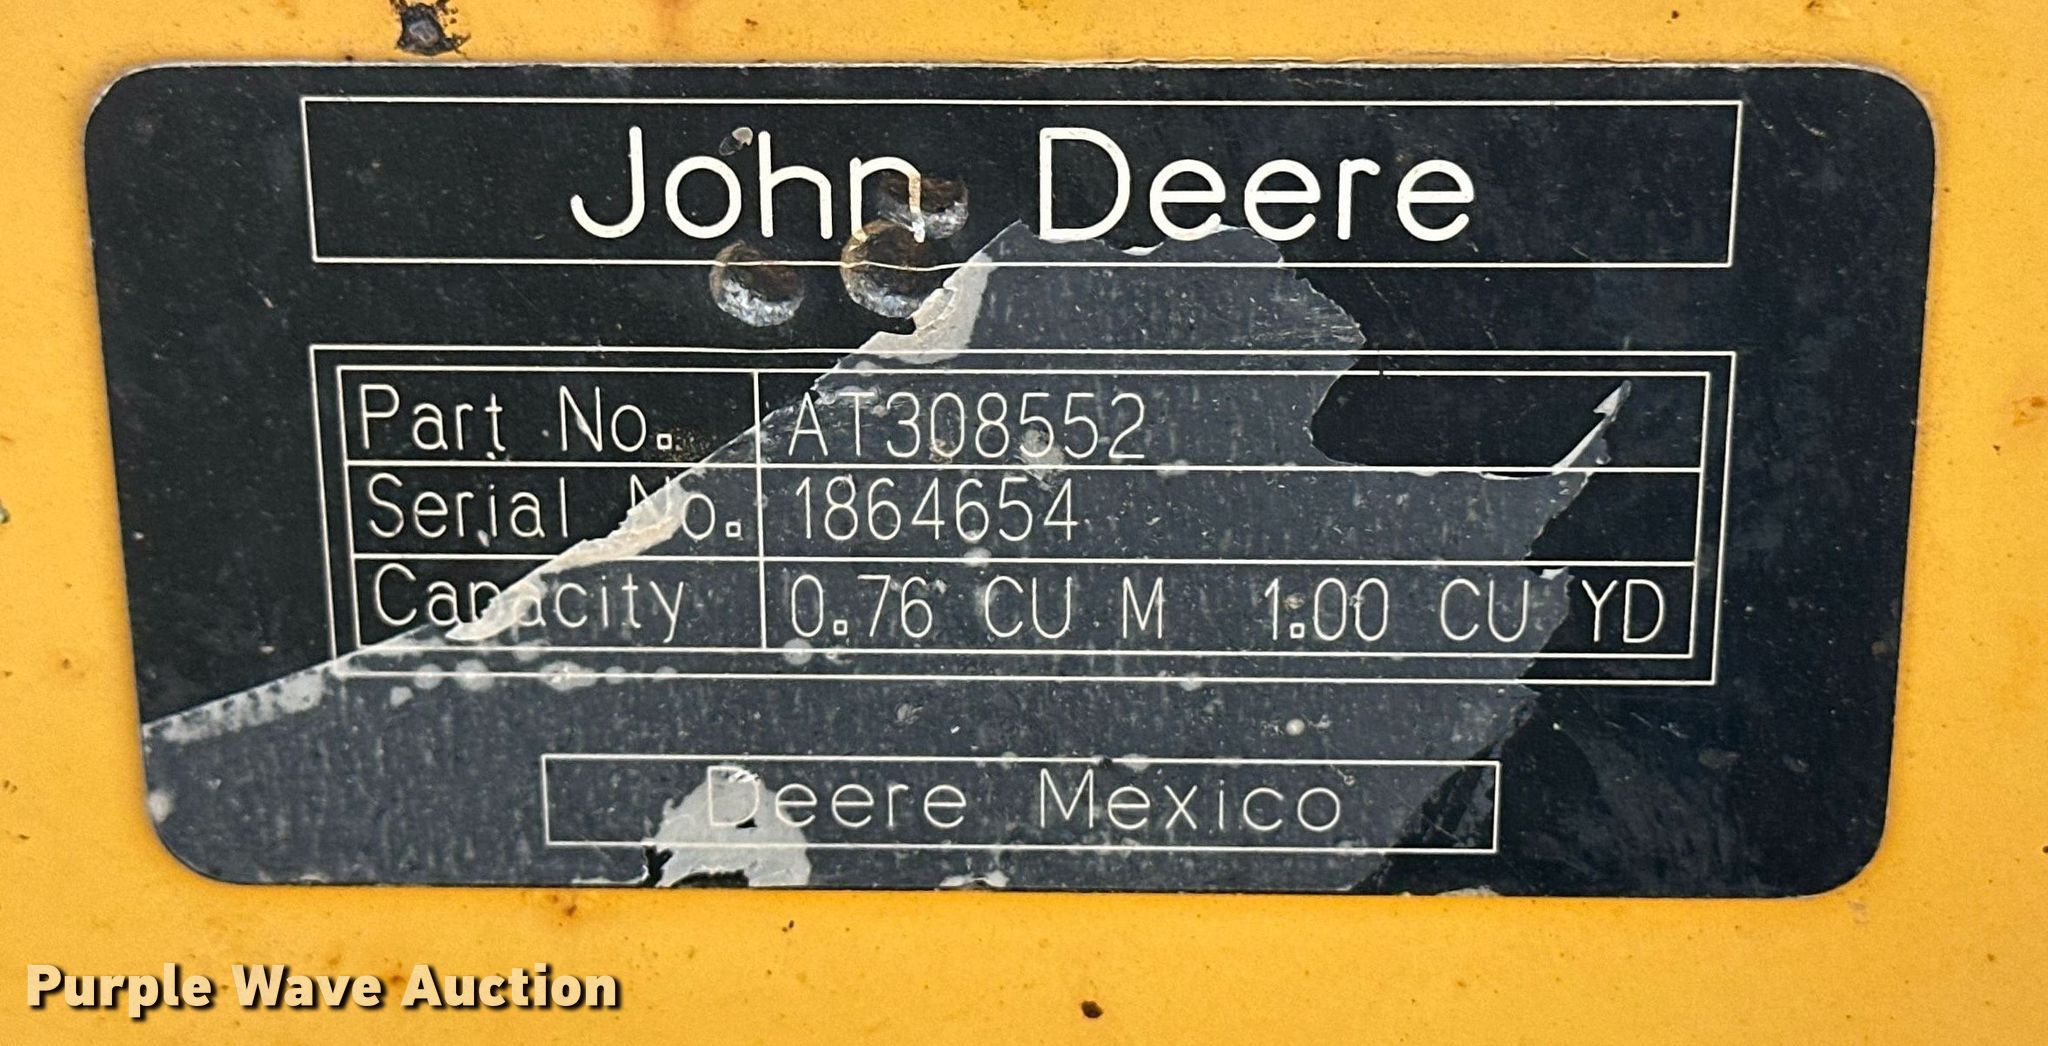 John Deere
Part No. AT308552
Serial No. 1864654
Capacity 0.76 CU M 1.00 CU YD
Deere Mexico
Purple Wave Auction